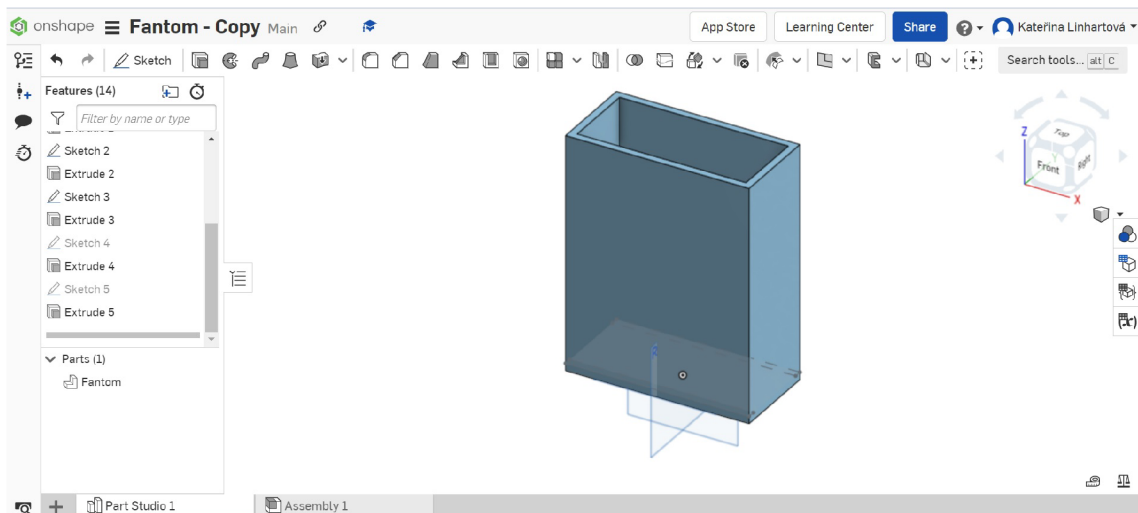 onshape Fantom - Copy Main App Store Learning Center Share Kateřina Linhartová
Sketch Search tools... alt C
Features (14)
Filter by name or type
Sketch 2
Extrude 2
Sketch 3
Extrude 3
Sketch 4
Extrude 4
Sketch 5
Extrude 5
Parts (1)
Fantom
Z
Top
Y
Front
Right
X
(x)
Part Studio 1
Assembly 1